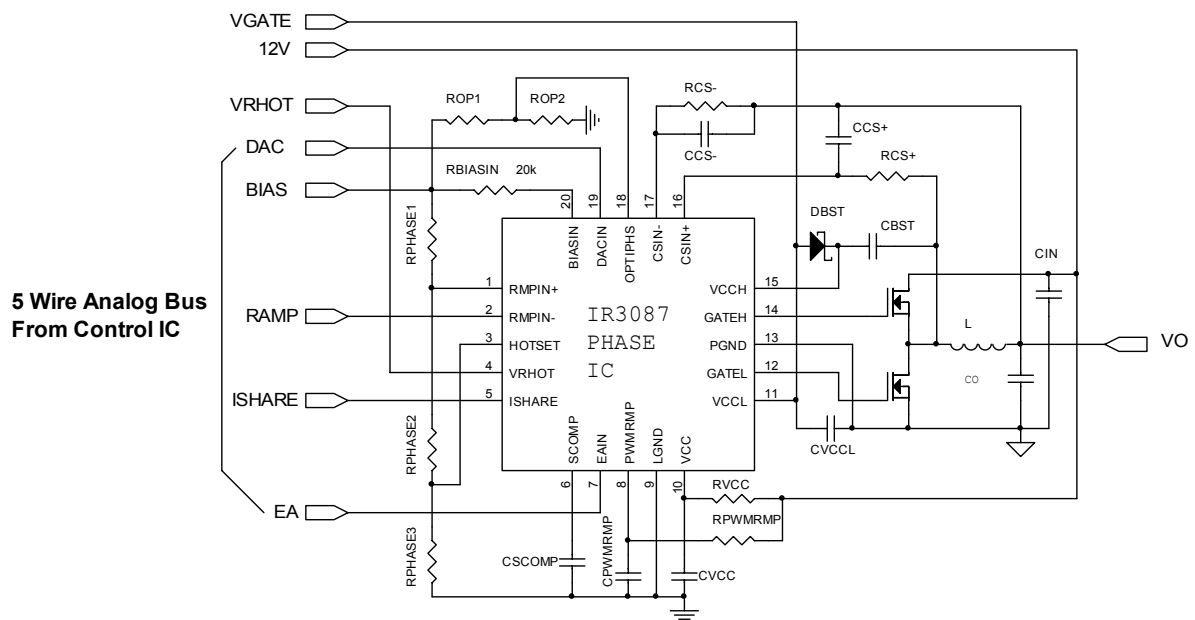 VGATE
12V
VRHOT
DAC
BIAS
RAMP
ISHARE
EA
5 Wire Analog Bus
From Control IC
ROP1
ROP2
RBIASIN 20k
RPHASE1
RPHASE2
RPHASE3
RCS-
CCS-
CCS+
RCS+
DBST
CBST
CIN
20
19
18
17
16
BIASIN
DACIN
OPTIPHS
CSIN-
CSIN+
1 RMPIN+
2 RMPIN-
3 HOTSET
4 VRHOT
5 ISHARE
IR3087
PHASE
IC
VCCH 15
GATEH 14
PGND 13
GATEL 12
VCCL 11
SCOMP
EAIN
PWMRMP
LGND
VCC
6
7
8
9
10
L
CO
VO
CVCCL
RVCC
RPWMRMP
CSCOMP
CPWMRMP
CVCC